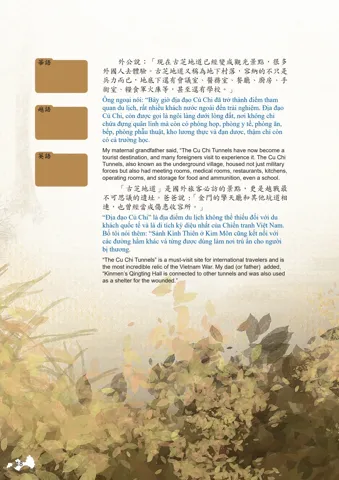 華語
外公說：「現在古芝地道已經變成觀光景點，很多
外國人去體驗。古芝地道又稱為地下村落，容納的不只是
兵力而已，地底下還有會議室、醫務室、餐廳、廚房、手
術室、糧食軍火庫等，甚至還有學校。」
越語
Ông ngoại nói: “Bây giờ địa đạo Củ Chi đã trở thành điểm tham
quan du lịch, rất nhiều khách nước ngoài đến trải nghiệm. Địa đạo
Củ Chi, còn được gọi là ngôi làng dưới lòng đất, nơi không chỉ
chứa đựng quân lính mà còn có phòng họp, phòng y tế, phòng ăn,
bếp, phòng phẫu thuật, kho lương thực và đạn dược, thậm chí còn
có cả trường học.
英語
My maternal grandfather said, “The Cu Chi Tunnels have now become a
tourist destination, and many foreigners visit to experience it. The Cu Chi
Tunnels, also known as the underground village, housed not just military
forces but also had meeting rooms, medical rooms, restaurants, kitchens,
operating rooms, and storage for food and ammunition, even a school.
「古芝地道」是國外旅客必訪的景點，更是越戰最
不可思議的遺址。爸爸說：「金門的擎天廳和其他坑道相
連，也曾經當成傷患收容所。」
“Địa đạo Củ Chi” là địa điểm du lịch không thể thiếu đối với du
khách quốc tế và là di tích kỳ diệu nhất của Chiến tranh Việt Nam.
Bố tôi nói thêm: “Sảnh Kình Thiên ở Kim Môn cũng kết nối với
các đường hầm khác và từng được dùng làm nơi trú ẩn cho người
bị thương.
“The Cu Chi Tunnels” is a must-visit site for international travelers and is
the most incredible relic of the Vietnam War. My dad (or father)  added,
“Kinmen’s Qingting Hall is connected to other tunnels and was also used
as a shelter for the wounded.”